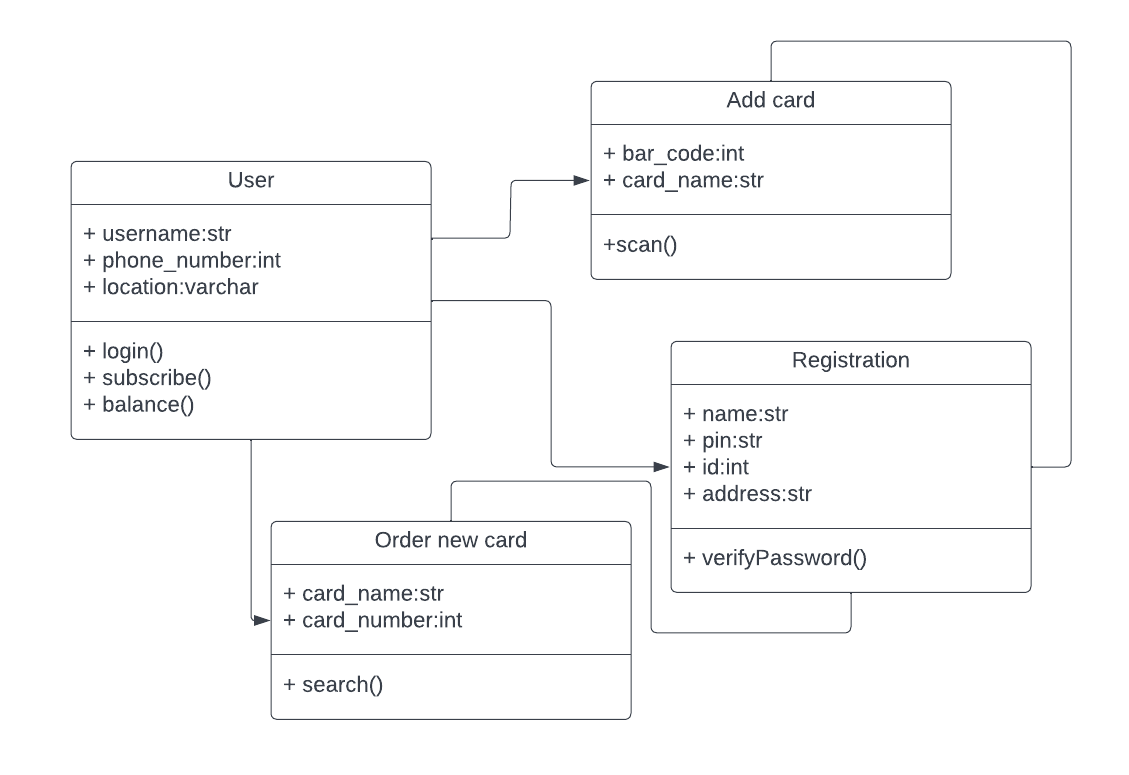 User
+ username:str
+ phone_number:int
+ location:varchar
+ login()
+ subscribe()
+ balance()
Add card
+ bar_code:int
+ card_name:str
+scan()
Registration
+ name:str
+ pin:str
+ id:int
+ address:str
+ verifyPassword()
Order new card
+ card_name:str
+ card_number:int
+ search()